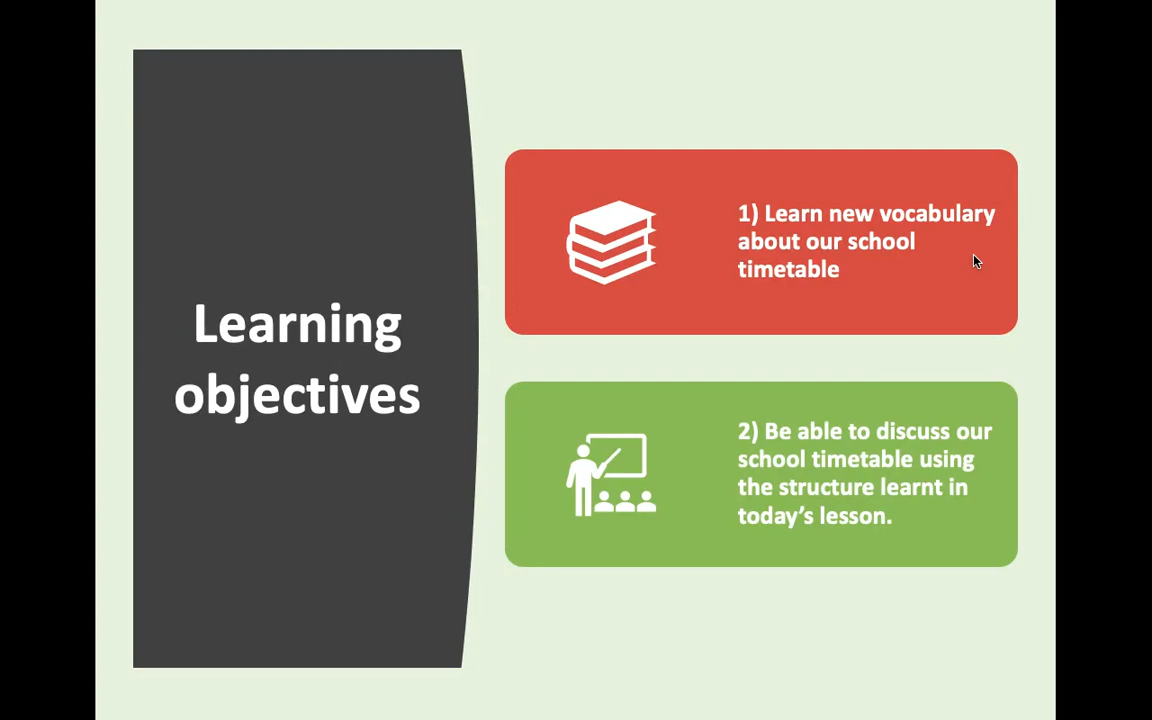 Learning
objectives
1) Learn new vocabulary
about our school
timetable
2) Be able to discuss our
school timetable using
the structure learnt in
today’s lesson.